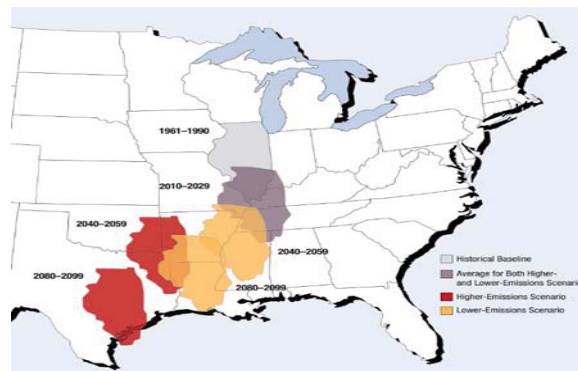 1961–1990
2010–2029
2040–2059
2040–2059
2080–2099
2080–2099
Historical Baseline
Average for Both Higher-
and Lower-Emissions Scenario
Higher-Emissions Scenario
Lower-Emissions Scenario